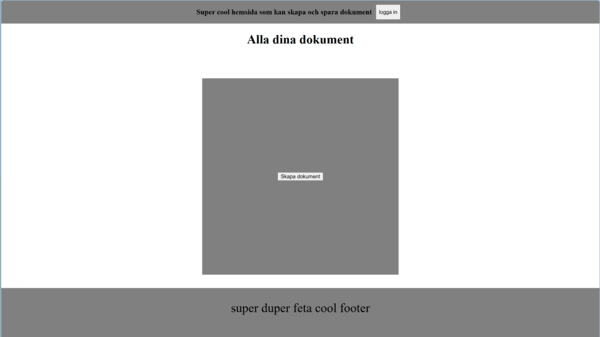 Super cool hemsida som kan skapa och spara dokument logga in
Alla dina dokument
Skapa dokument
super duper feta cool footer